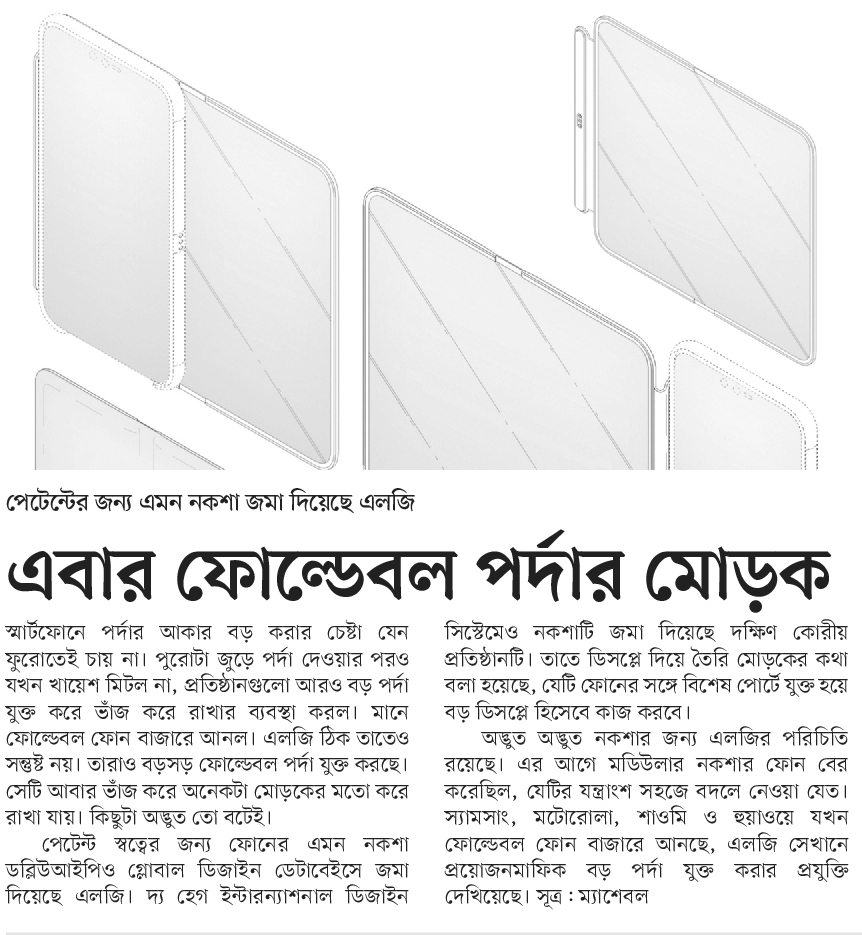 পেটেন্টের জন্য এমন নকশা জমা দিয়েছে এলজি
এবার ফোল্ডেবল পর্দার মোড়ক
স্মার্টফোনে পর্দার আকার বড় করার চেষ্টা যেন
ফুরোতেই চায় না। পুরোটা জুড়ে পর্দা দেওয়ার পরও
যখন খায়েশ মিটল না, প্রতিষ্ঠানগুলো আরও বড় পর্দা
যুক্ত করে ভাঁজ করে রাখার ব্যবস্থা করল। মানে
ফোল্ডেবল ফোন বাজারে আনল। এলজি ঠিক তাতেও
সন্তুষ্ট নয়। তারাও বড়সড় ফোল্ডেবল পর্দা যুক্ত করছে।
সেটি আবার ভাঁজ করে অনেকটা মোড়কের মতো করে
রাখা যায়। কিছুটা অদ্ভুত তো বটেই।
পেটেন্ট স্বত্বের জন্য ফোনের এমন নকশা
ডব্লিউআইপিও গ্লোবাল ডিজাইন ডেটাবেইসে জমা
দিয়েছে এলজি। দ্য হেগ ইন্টারন্যাশনাল ডিজাইন
সিস্টেমেও নকশাটি জমা দিয়েছে দক্ষিণ কোরীয়
প্রতিষ্ঠানটি। তাতে ডিসপ্লে দিয়ে তৈরি মোড়কের কথা
বলা হয়েছে, যেটি ফোনের সঙ্গে বিশেষ পোর্টে যুক্ত হয়ে
বড় ডিসপ্লে হিসেবে কাজ করবে।
অদ্ভুত অদ্ভুত নকশার জন্য এলজির পরিচিতি
রয়েছে। এর আগে মডিউলার নকশার ফোন বের
করেছিল, যেটির যন্ত্রাংশ সহজে বদলে নেওয়া যেত।
স্যামসাং, মটোরোলা, শাওমি ও হুয়াওয়ে যখন
ফোল্ডেবল ফোন বাজারে আনছে, এলজি সেখানে
প্রয়োজনমাফিক বড় পর্দা যুক্ত করার প্রযুক্তি
দেখিয়েছে। সূত্র : ম্যাশেবল